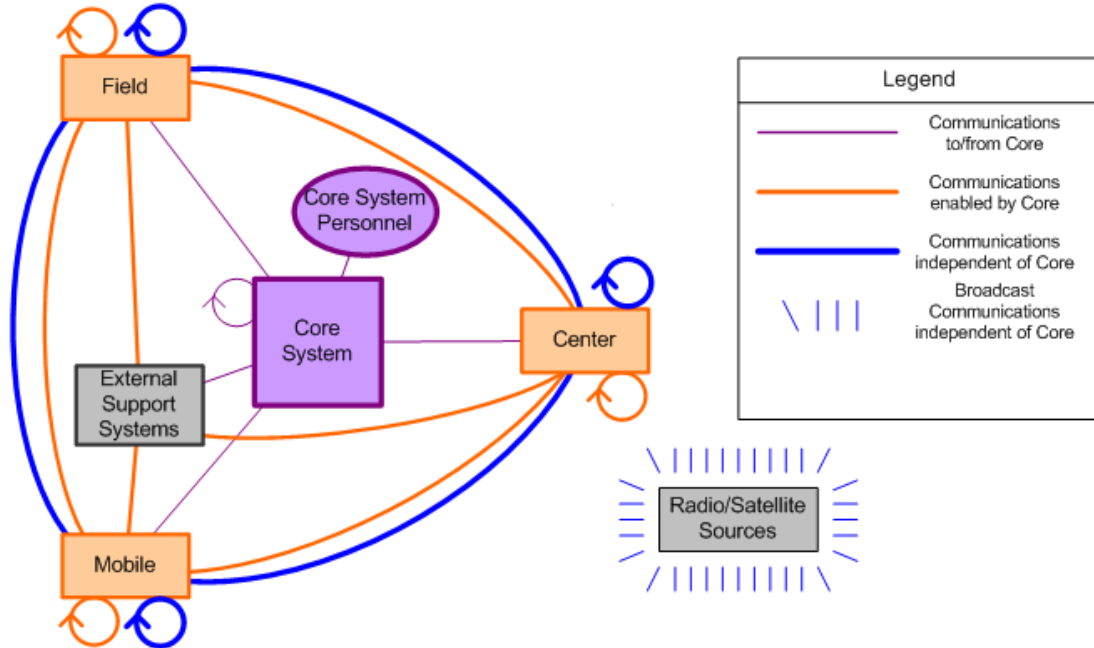 Field
Core System
Personnel
Core
System
Center
External
Support
Systems
Mobile
Radio/Satellite
Sources
Legend
Communications
to/from Core
Communications
enabled by Core
Communications
independent of Core
Broadcast
Communications
independent of Core